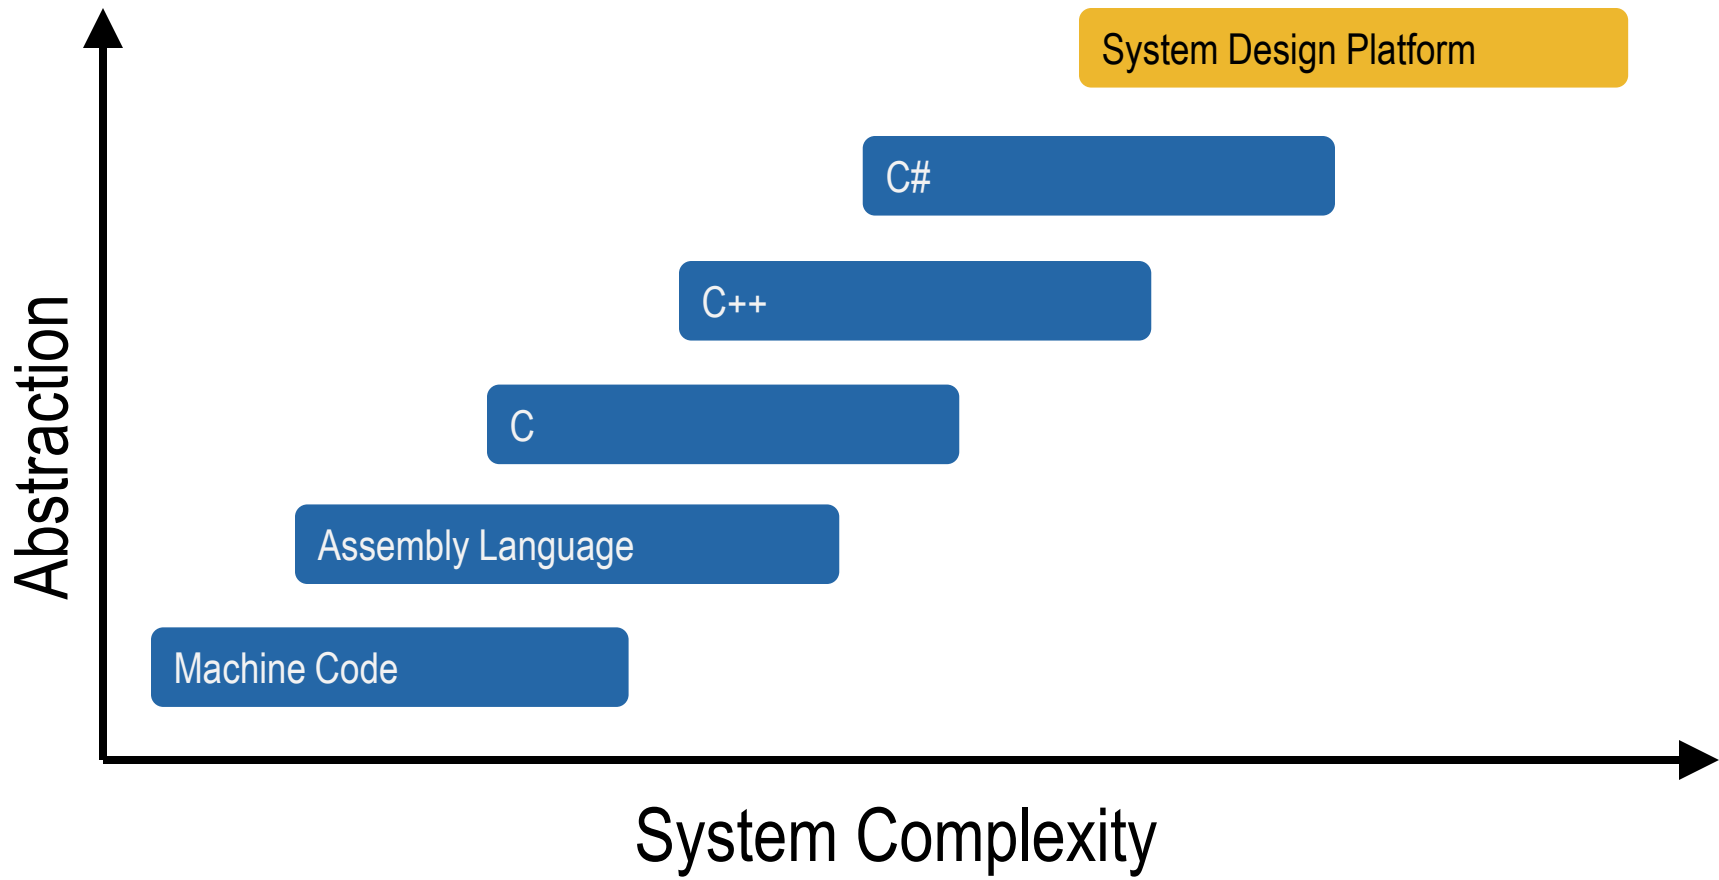 System Design Platform
C#
C++
C
Assembly Language
Machine Code
Abstraction
System Complexity